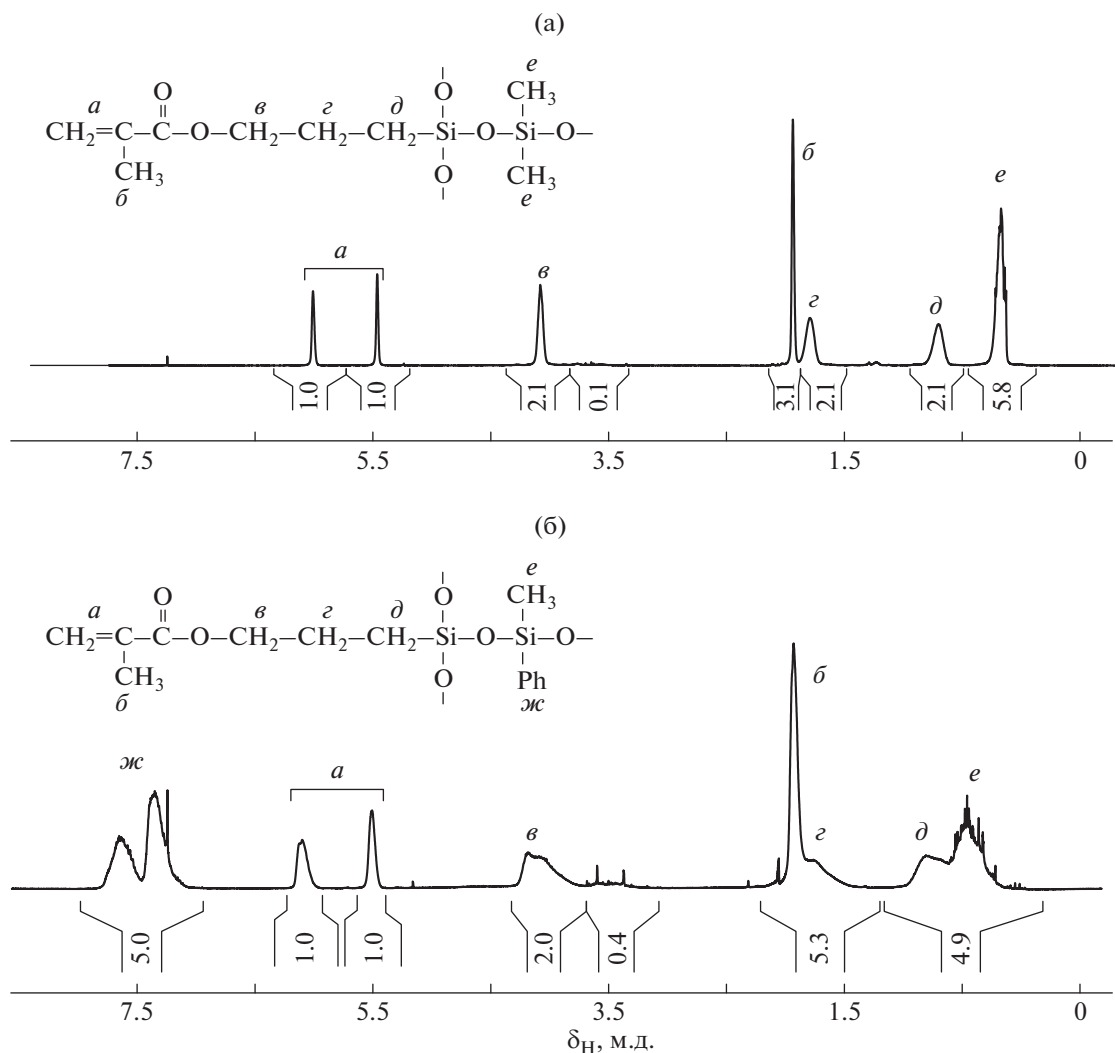 (а)
е
O CH₃
а O в г д
CH₂=C–C–O–CH₂–CH₂–CH₂–Si–O–Si–O–
CH₃ O CH₃
б е
б
е
а
в
г д
1.0 1.0 2.1 0.1 3.1 2.1 2.1 5.8
7.5 5.5 3.5 1.5 0
(б)
е
O CH₃
а O в г д
CH₂=C–C–O–CH₂–CH₂–CH₂–Si–O–Si–O–
CH₃ O Ph
б ж
б
ж а е
в г д
5.0 1.0 1.0 2.0 0.4 5.3 4.9
7.5 5.5 3.5 1.5 0
δH, м.д.